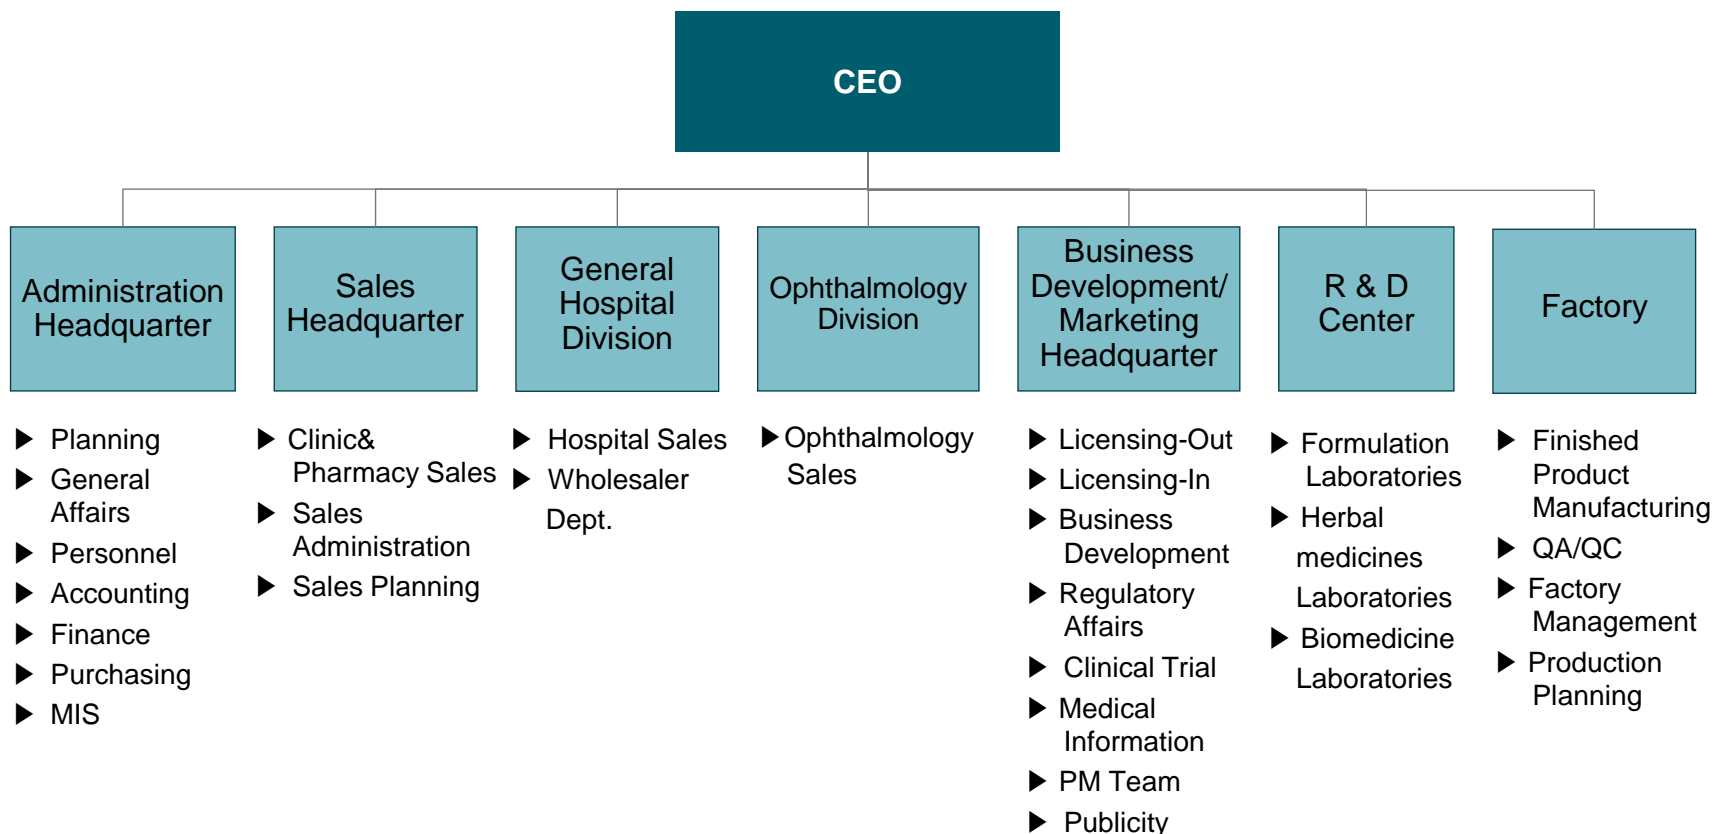 CEO
Administration
Headquarter
Sales
Headquarter
General
Hospital
Division
Ophthalmology
Division
Business
Development/
Marketing
Headquarter
R & D
Center
Factory
▶ Planning
▶ General
Affairs
▶ Personnel
▶ Accounting
▶ Finance
▶ Purchasing
▶ MIS
▶ Clinic&
Pharmacy Sales
▶ Sales
Administration
▶ Sales Planning
▶ Hospital Sales
▶ Wholesaler
Dept.
▶ Ophthalmology
Sales
▶ Licensing-Out
▶ Licensing-In
▶ Business
Development
▶ Regulatory
Affairs
▶ Clinical Trial
▶ Medical
Information
▶ PM Team
▶ Publicity
▶ Formulation
Laboratories
▶ Herbal
medicines
Laboratories
▶ Biomedicine
Laboratories
▶ Finished
Product
Manufacturing
▶ QA/QC
▶ Factory
Management
▶ Production
Planning